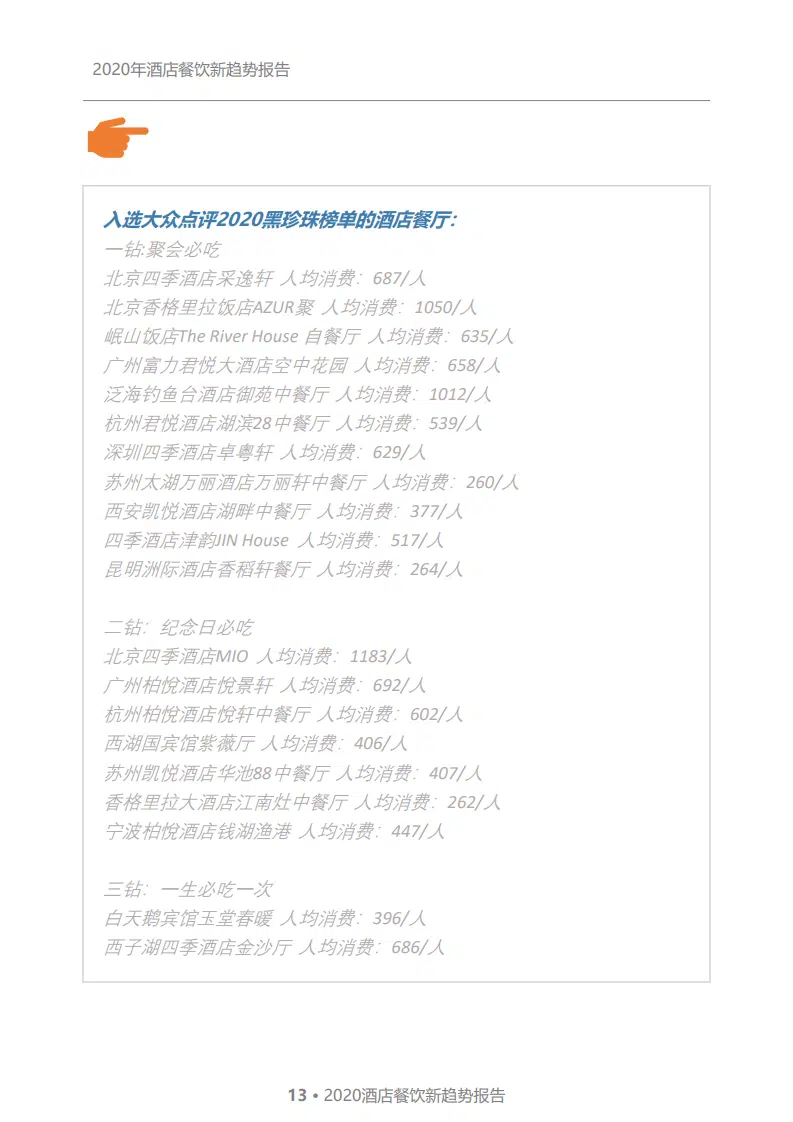 2020年酒店餐饮新趋势报告
入选大众点评2020黑珍珠榜单的酒店餐厅：
一钻:聚会必吃
北京四季酒店采逸轩 人均消费：687/人
北京香格里拉饭店AZUR聚 人均消费：1050/人
岷山饭店The River House 自餐厅 人均消费：635/人
广州富力君悦大酒店空中花园 人均消费：658/人
泛海钓鱼台酒店御苑中餐厅 人均消费：1012/人
杭州君悦酒店湖滨28中餐厅 人均消费：539/人
深圳四季酒店卓粤轩 人均消费：629/人
苏州太湖万丽酒店万丽轩中餐厅 人均消费：260/人
西安凯悦酒店湖畔中餐厅 人均消费：377/人
四季酒店津韵JIN House 人均消费：517/人
昆明洲际酒店香稻轩餐厅 人均消费：264/人
二钻：纪念日必吃
北京四季酒店MIO 人均消费：1183/人
广州柏悦酒店悦景轩 人均消费：692/人
杭州柏悦酒店悦轩中餐厅 人均消费：602/人
西湖国宾馆紫薇厅 人均消费：406/人
苏州凯悦酒店华池88中餐厅 人均消费：407/人
香格里拉大酒店江南灶中餐厅 人均消费：262/人
宁波柏悦酒店钱湖渔港 人均消费：447/人
三钻：一生必吃一次
白天鹅宾馆玉堂春暖 人均消费：396/人
西子湖四季酒店金沙厅 人均消费：686/人
13 • 2020酒店餐饮新趋势报告